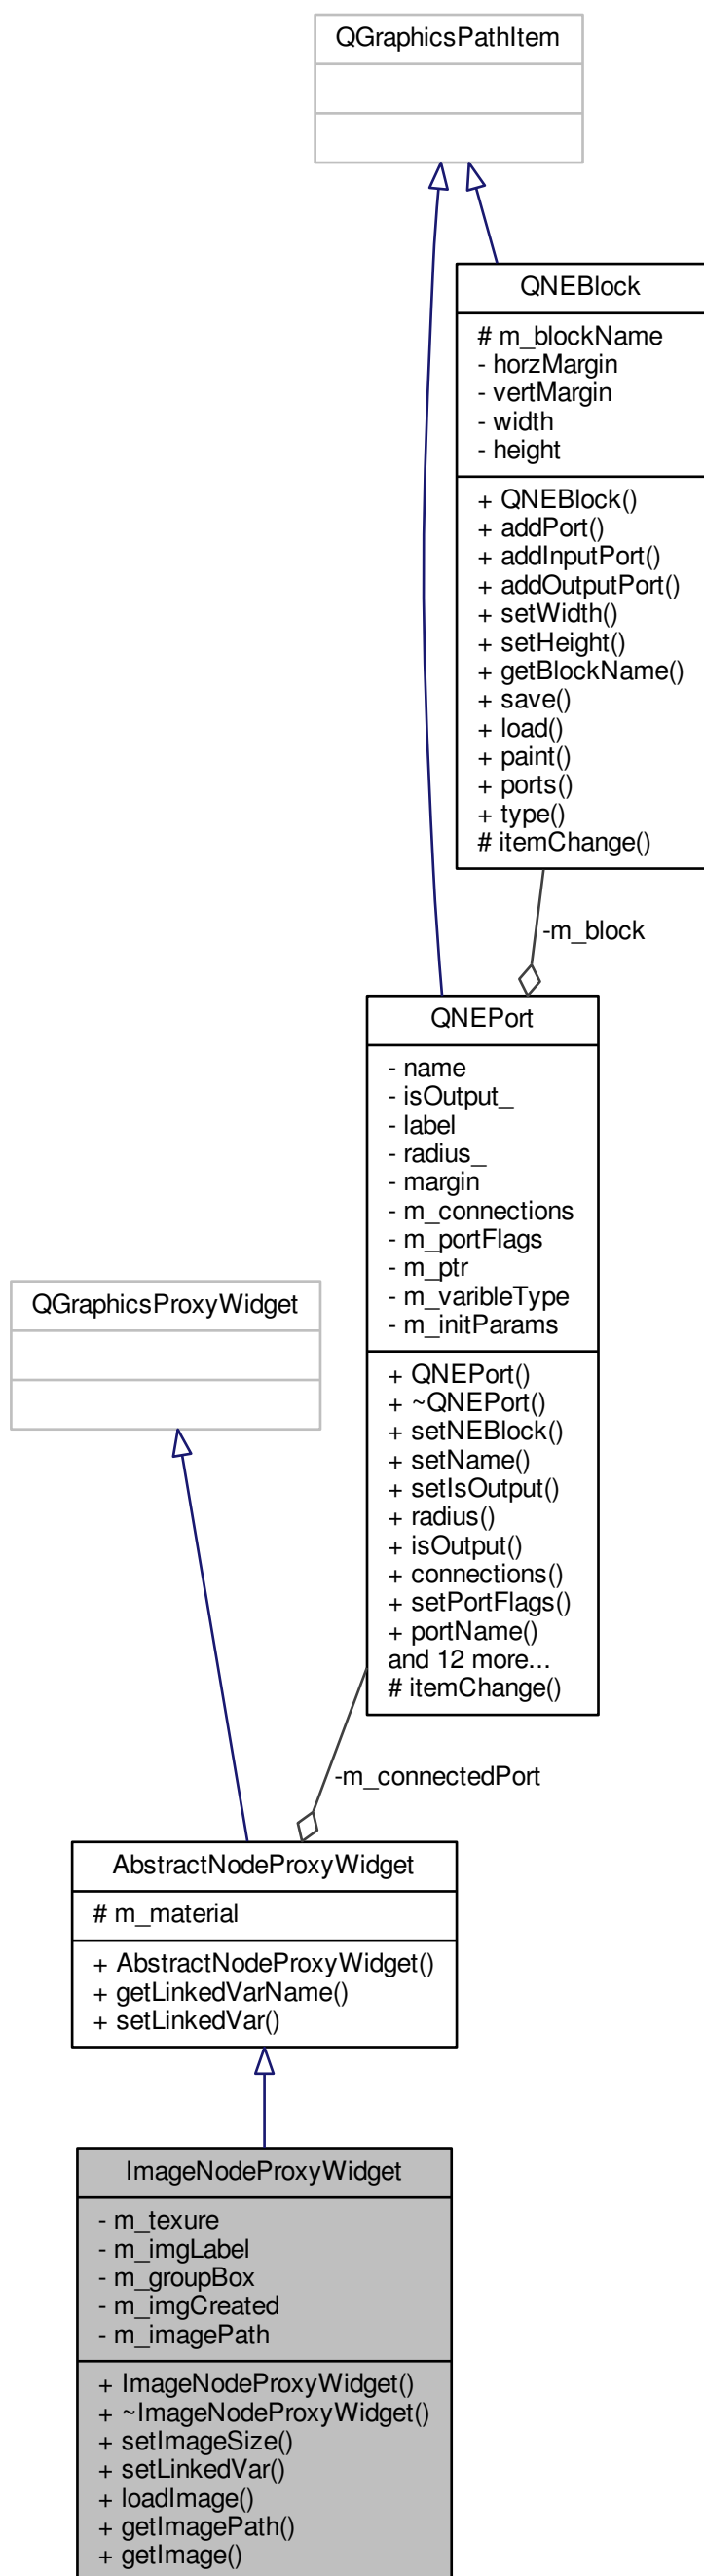 QGraphicsPathItem
QNEBlock
# m_blockName
- horzMargin
- vertMargin
- width
- height
+ QNEBlock()
+ addPort()
+ addInputPort()
+ addOutputPort()
+ setWidth()
+ setHeight()
+ getBlockName()
+ save()
+ load()
+ paint()
+ ports()
+ type()
# itemChange()
-m_block
QNEPort
- name
- isOutput_
- label
- radius_
- margin
- m_connections
- m_portFlags
- m_ptr
- m_varibleType
- m_initParams
+ QNEPort()
+ ~QNEPort()
+ setNEBlock()
+ setName()
+ setIsOutput()
+ radius()
+ isOutput()
+ connections()
+ setPortFlags()
+ portName()
and 12 more...
# itemChange()
QGraphicsProxyWidget
-m_connectedPort
AbstractNodeProxyWidget
# m_material
+ AbstractNodeProxyWidget()
+ getLinkedVarName()
+ setLinkedVar()
ImageNodeProxyWidget
- m_texure
- m_imgLabel
- m_groupBox
- m_imgCreated
- m_imagePath
+ ImageNodeProxyWidget()
+ ~ImageNodeProxyWidget()
+ setImageSize()
+ setLinkedVar()
+ loadImage()
+ getImagePath()
+ getImage()